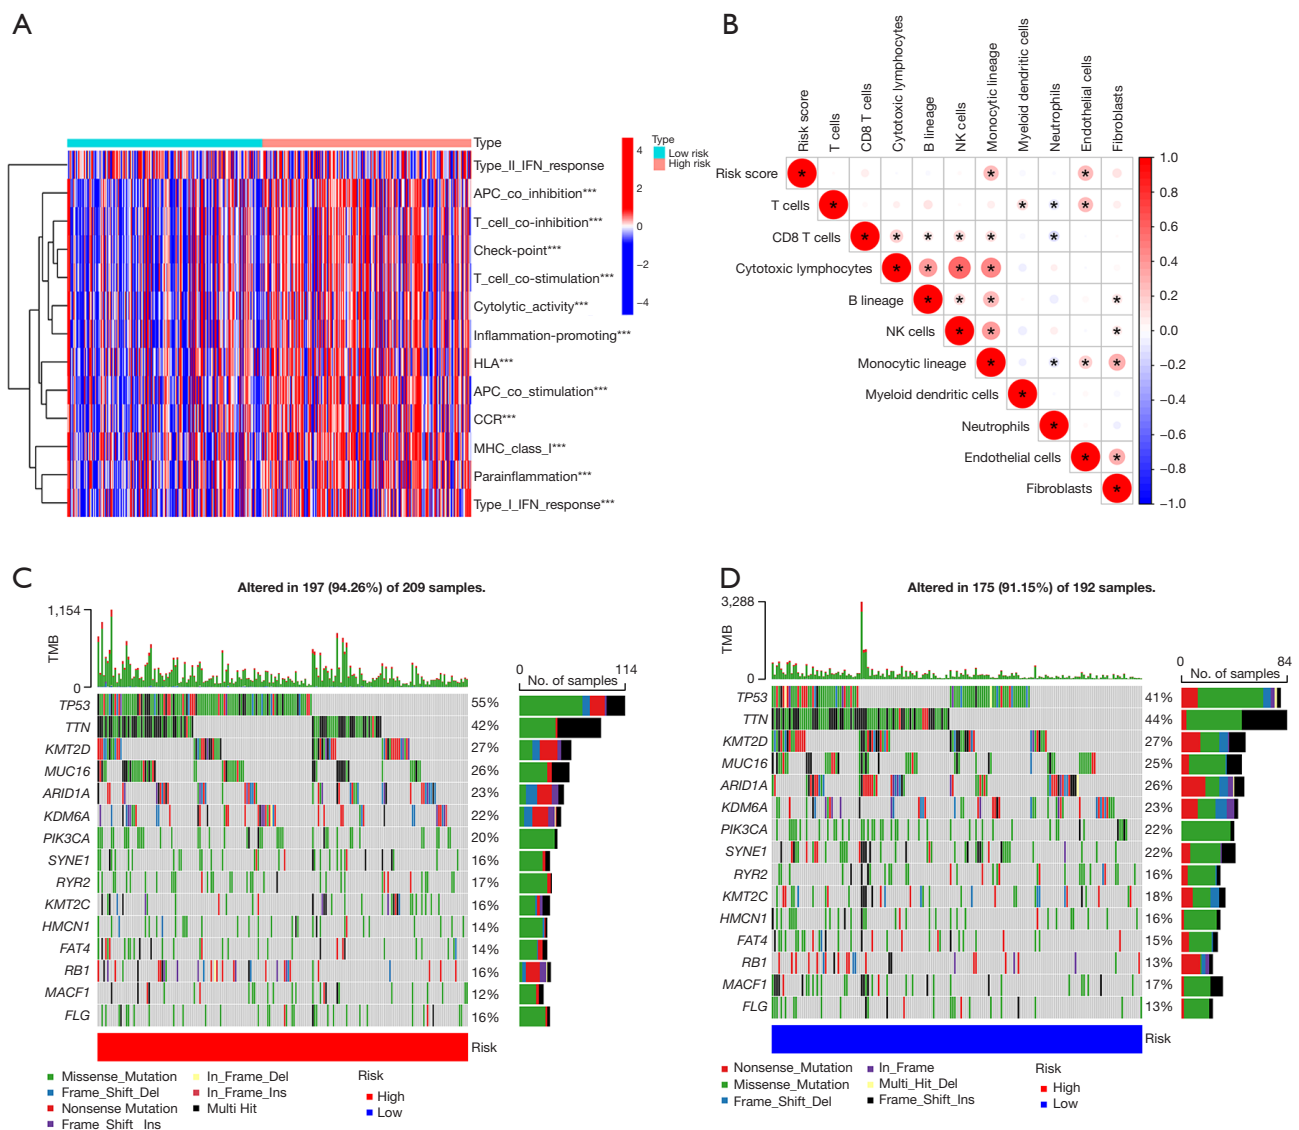 A
Type
Type_II_IFN_response
APC_co_inhibition***
T_cell_co-inhibition***
Check-point***
T_cell_co-stimulation***
Cytolytic_activity***
Inflammation-promoting***
HLA***
APC_co_stimulation***
CCR***
MHC_class_I***
Parainflammation***
Type_I_IFN_response***
4
2
0
−2
−4
Type
Low risk
High risk
B
Risk score
T cells
CD8 T cells
Cytotoxic lymphocytes
B lineage
NK cells
Monocytic lineage
Myeloid dendritic cells
Neutrophils
Endothelial cells
Fibroblasts
Risk score * * *
T cells * * * *
CD8 T cells * * * * * *
Cytotoxic lymphocytes * * * *
B lineage * * * *
NK cells * * *
Monocytic lineage * * * *
Myeloid dendritic cells *
Neutrophils *
Endothelial cells * *
Fibroblasts *
1.0
0.8
0.6
0.4
0.2
0.0
−0.2
−0.4
−0.6
−0.8
−1.0
C
Altered in 197 (94.26%) of 209 samples.
1,154
TMB
0
0 114
No. of samples
TP53 55%
TTN 42%
KMT2D 27%
MUC16 26%
ARID1A 23%
KDM6A 22%
PIK3CA 20%
SYNE1 16%
RYR2 17%
KMT2C 16%
HMCN1 14%
FAT4 14%
RB1 16%
MACF1 12%
FLG 16%
Risk
Missense_Mutation
Frame_Shift_Del
Nonsense Mutation
Frame_Shift_Ins
In_Frame_Del
In_Frame_Ins
Multi Hit
Risk
High
Low
D
Altered in 175 (91.15%) of 192 samples.
3,288
TMB
0
0 84
No. of samples
TP53 41%
TTN 44%
KMT2D 27%
MUC16 25%
ARID1A 26%
KDM6A 23%
PIK3CA 22%
SYNE1 22%
RYR2 16%
KMT2C 18%
HMCN1 16%
FAT4 15%
RB1 13%
MACF1 17%
FLG 13%
Risk
Nonsense_Mutation
Missense_Mutation
Frame_Shift_Del
In_Frame
Multi_Hit_Del
Frame_Shift_Ins
Risk
High
Low